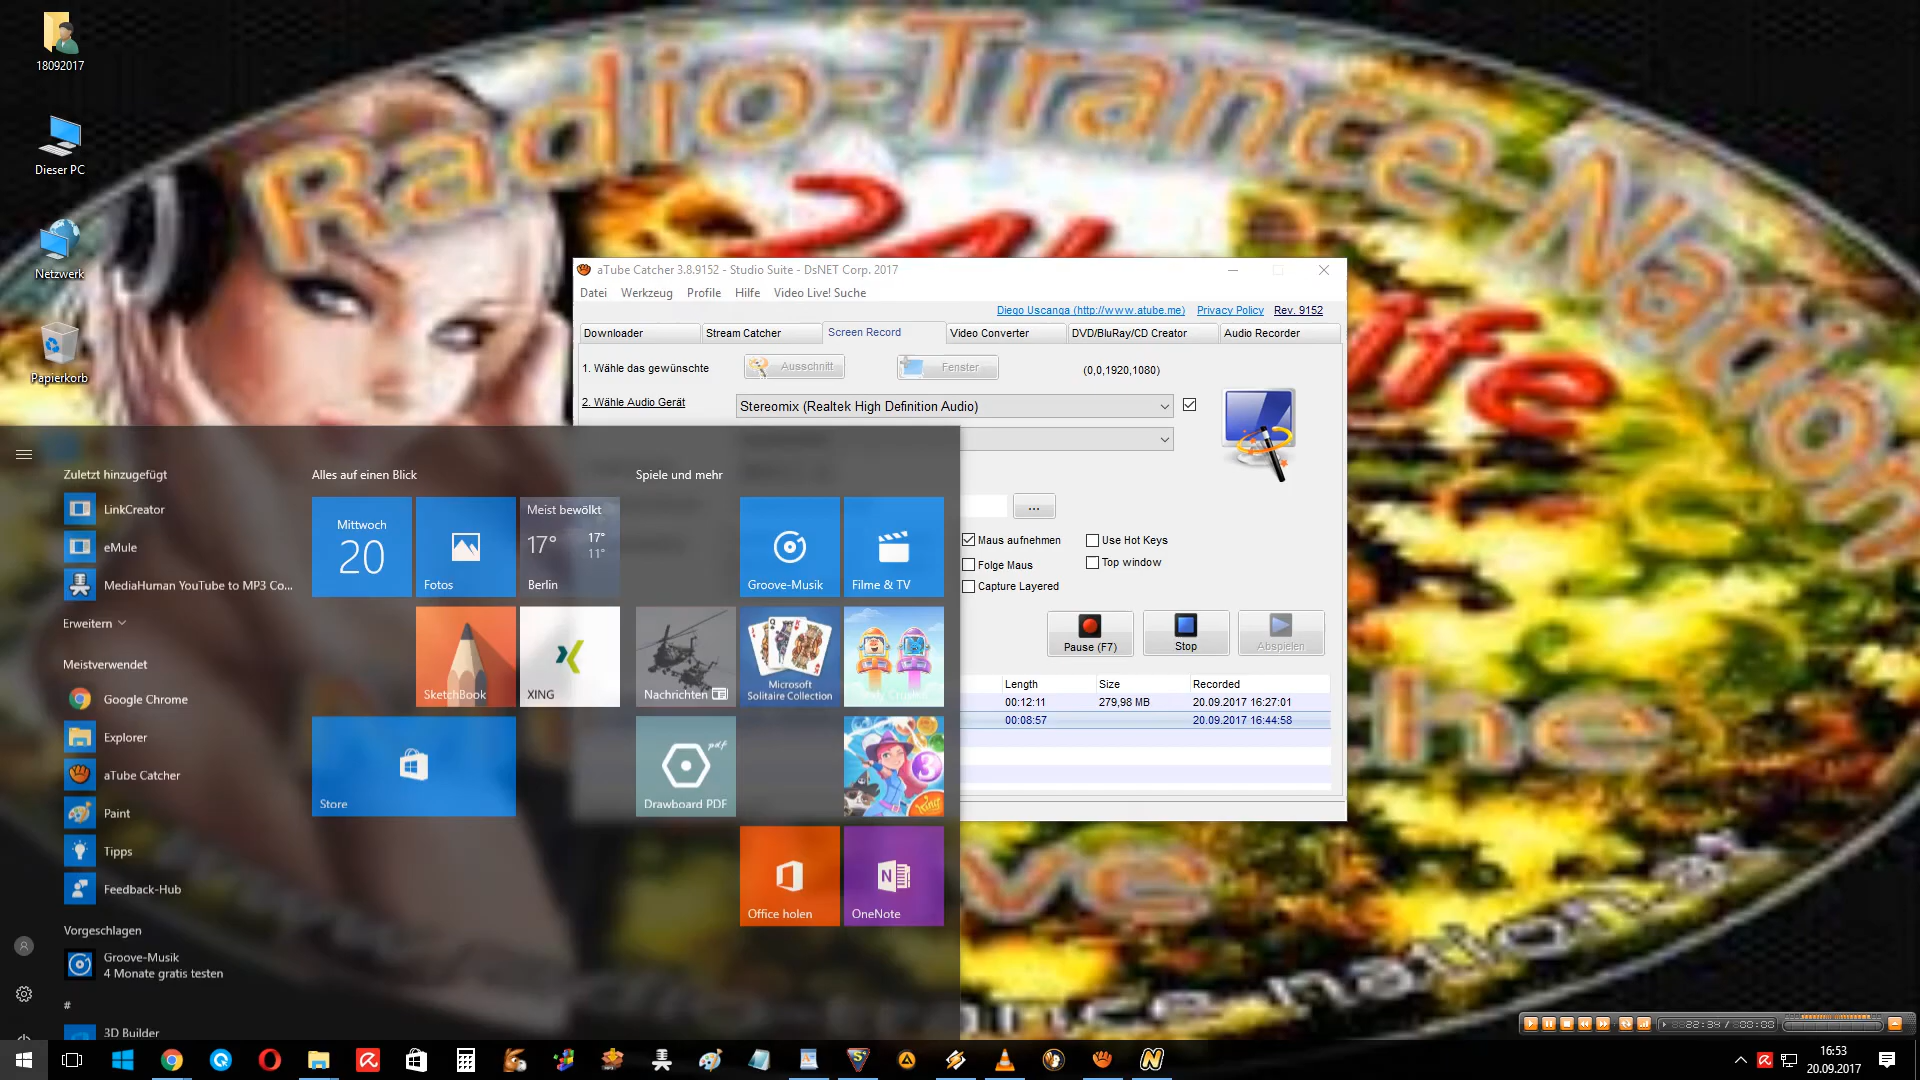 18092017
Dieser PC
Netzwerk
Papierkorb
Radio-Trance-Nation
24h
aTube Catcher 3.8.9152 - Studio Suite - DsNET Corp. 2017
Datei Werkzeug Profile Hilfe Video Live! Suche
Diego Uscanga (http://www.atube.me) Privacy Policy Rev. 9152
Downloader Stream Catcher Screen Record Video Converter DVD/BluRay/CD Creator Audio Recorder
1. Wähle das gewünschte Ausschnitt Fenster (0,0,1920,1080)
2. Wähle Audio Gerät Stereomix (Realtek High Definition Audio)
...
Maus aufnehmen Use Hot Keys
Folge Maus Top window
Capture Layered
Pause (F7) Stop Abspielen
Length Size Recorded
00:12:11 279,98 MB 20.09.2017 16:27:01
00:08:57 20.09.2017 16:44:58
Zuletzt hinzugefügt
LinkCreator
eMule
MediaHuman YouTube to MP3 Co...
Erweitern
Meistverwendet
Google Chrome
Explorer
aTube Catcher
Paint
Tipps
Feedback-Hub
Vorgeschlagen
Groove-Musik
4 Monate gratis testen
#
3D Builder
Alles auf einen Blick
Mittwoch
20
Fotos
Meist bewölkt
17° 17°
11°
Berlin
SketchBook
XING
Store
Spiele und mehr
Groove-Musik
Filme & TV
Nachrichten
Microsoft
Solitaire Collection
pdf
Drawboard PDF
3
King
Office holen
OneNote
16:53
20.09.2017